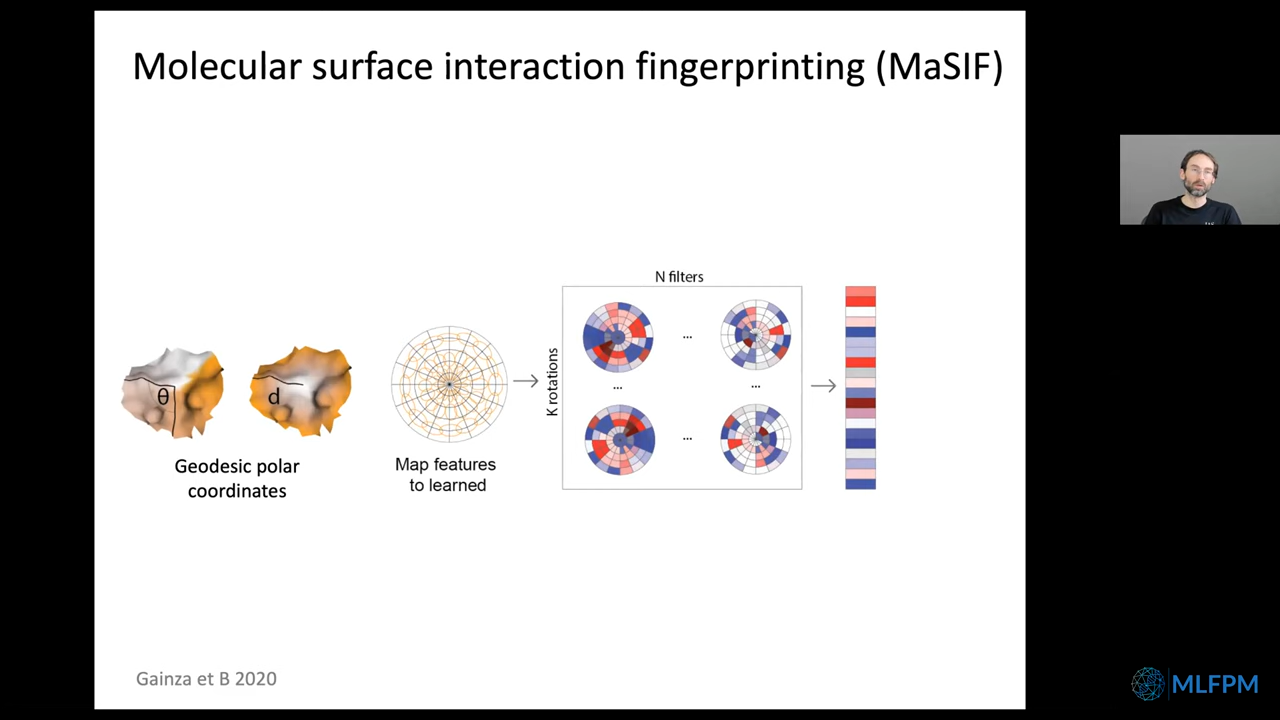 Molecular surface interaction fingerprinting (MaSIF)
N filters
K rotations
θ
d
...
...
...
...
Geodesic polar
coordinates
Map features
to learned
Gainza et B 2020
MLFPM